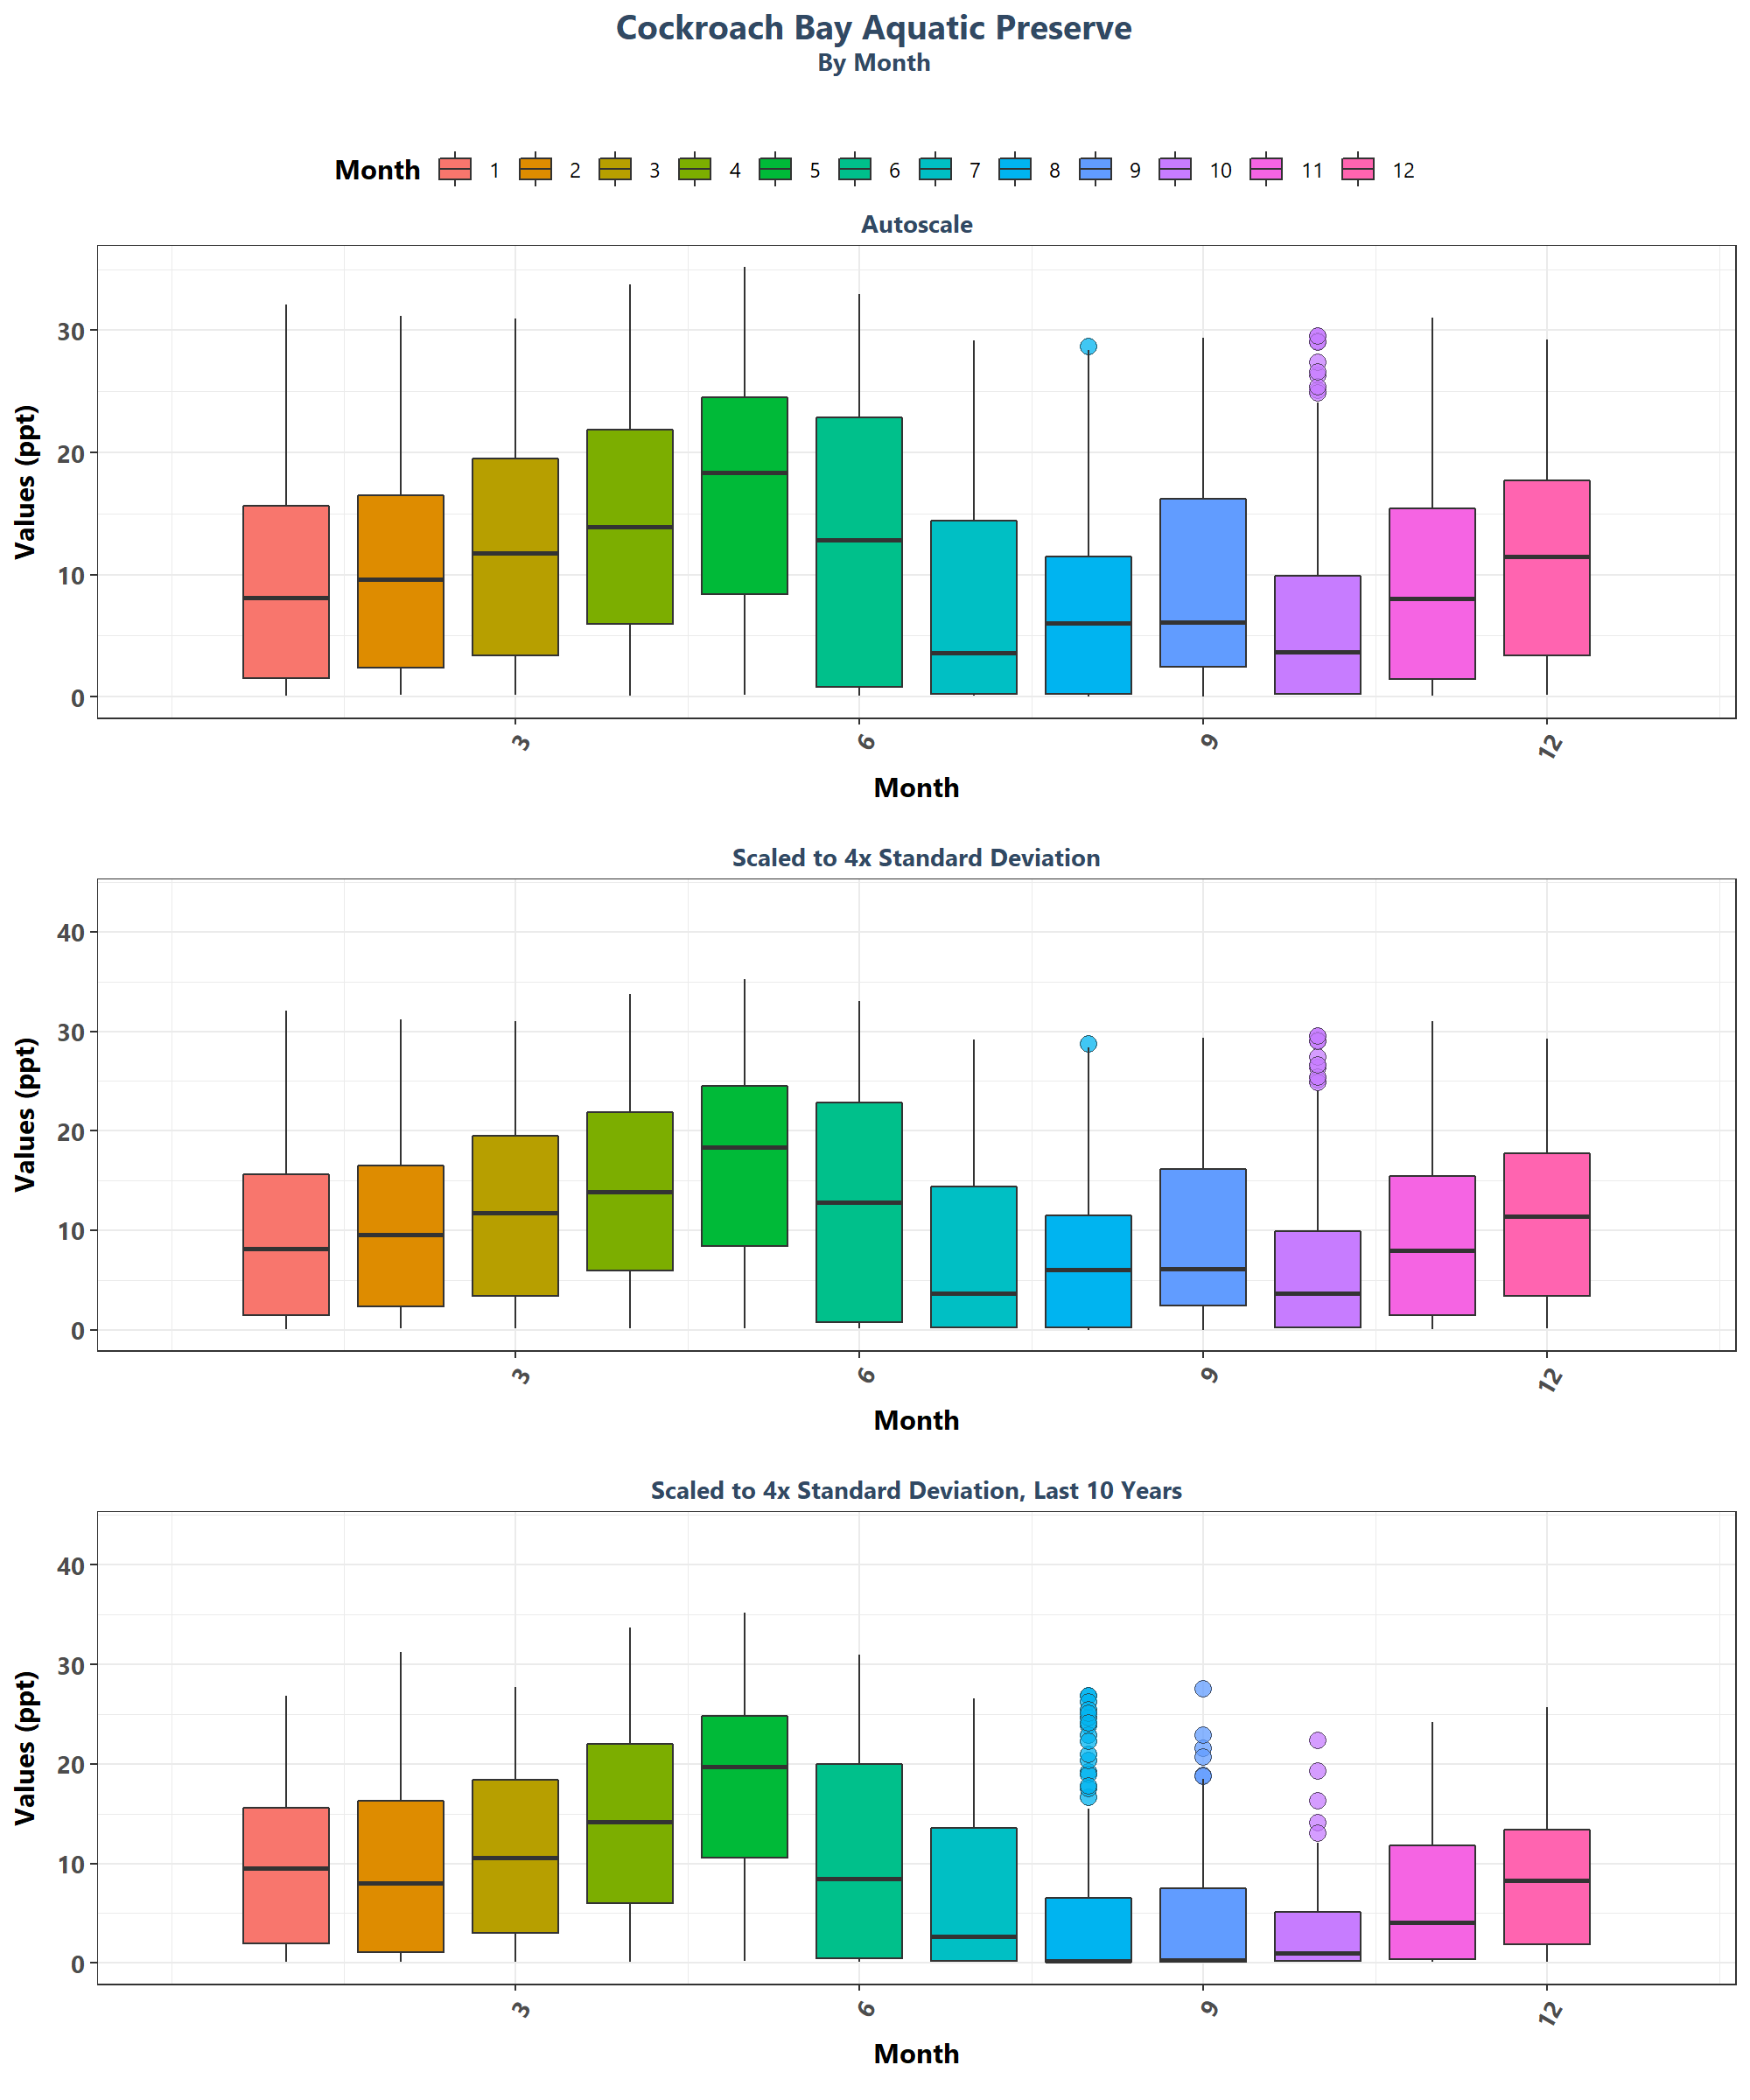 Cockroach Bay Aquatic Preserve
By Month
Month 1 2 3 4 5 6 7 8 9 10 11 12
Autoscale
Values (ppt)
30
20
10
0
3 6 9 12
Month
Scaled to 4x Standard Deviation
Values (ppt)
40
30
20
10
0
3 6 9 12
Month
Scaled to 4x Standard Deviation, Last 10 Years
Values (ppt)
40
30
20
10
0
3 6 9 12
Month